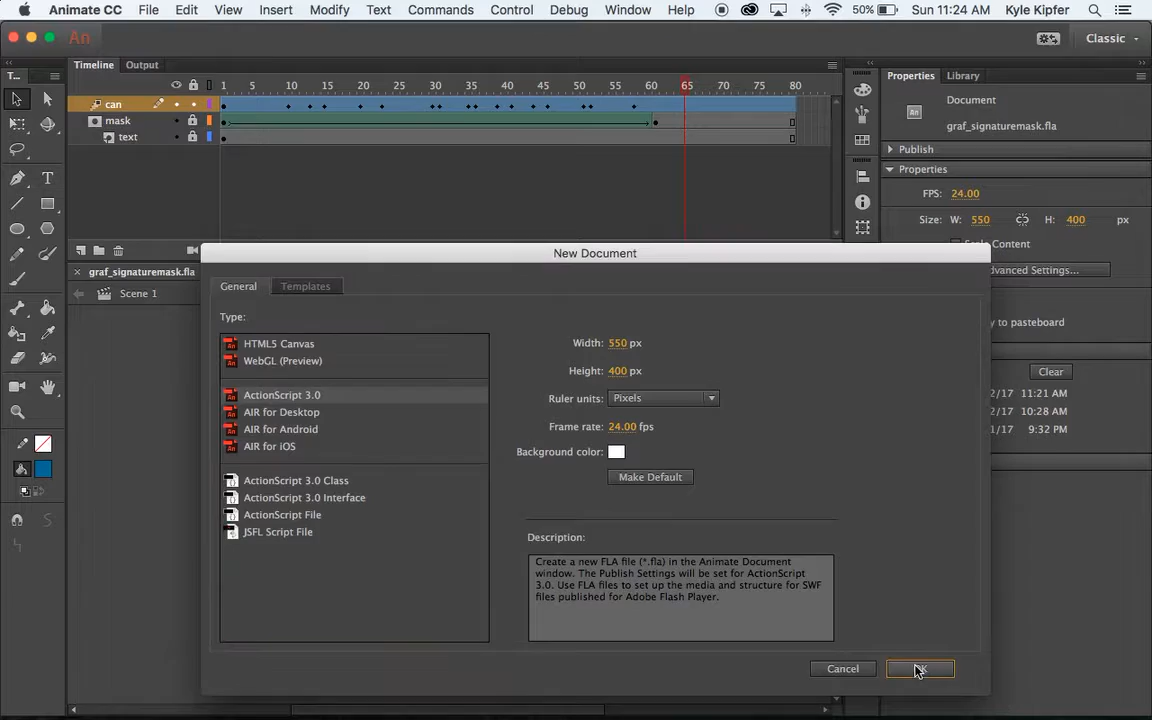 Animate CC File Edit View Insert Modify Text Commands Control Debug Window Help 50% Sun 11:24 AM Kyle Kipfer
An Classic
T... Timeline Output Properties Library
1 5 10 15 20 25 30 35 40 45 50 55 60 65 70 75 80
can
mask
text
Document
graf_signaturemask.fla
Publish
Properties
FPS: 24.00
Size: W: 550 H: 400 px
Content
dvanced Settings...
y to pasteboard
Clear
2/17 11:21 AM
2/17 10:28 AM
1/17 9:32 PM
graf_signaturemask.fla
Scene 1
New Document
General Templates
Type:
HTML5 Canvas
WebGL (Preview)
ActionScript 3.0
AIR for Desktop
AIR for Android
AIR for iOS
ActionScript 3.0 Class
ActionScript 3.0 Interface
ActionScript File
JSFL Script File
Width: 550 px
Height: 400 px
Ruler units: Pixels
Frame rate: 24.00 fps
Background color:
Make Default
Description:
Create a new FLA file (*.fla) in the Animate Document
window. The Publish Settings will be set for ActionScript
3.0. Use FLA files to set up the media and structure for SWF
files published for Adobe Flash Player.
Cancel